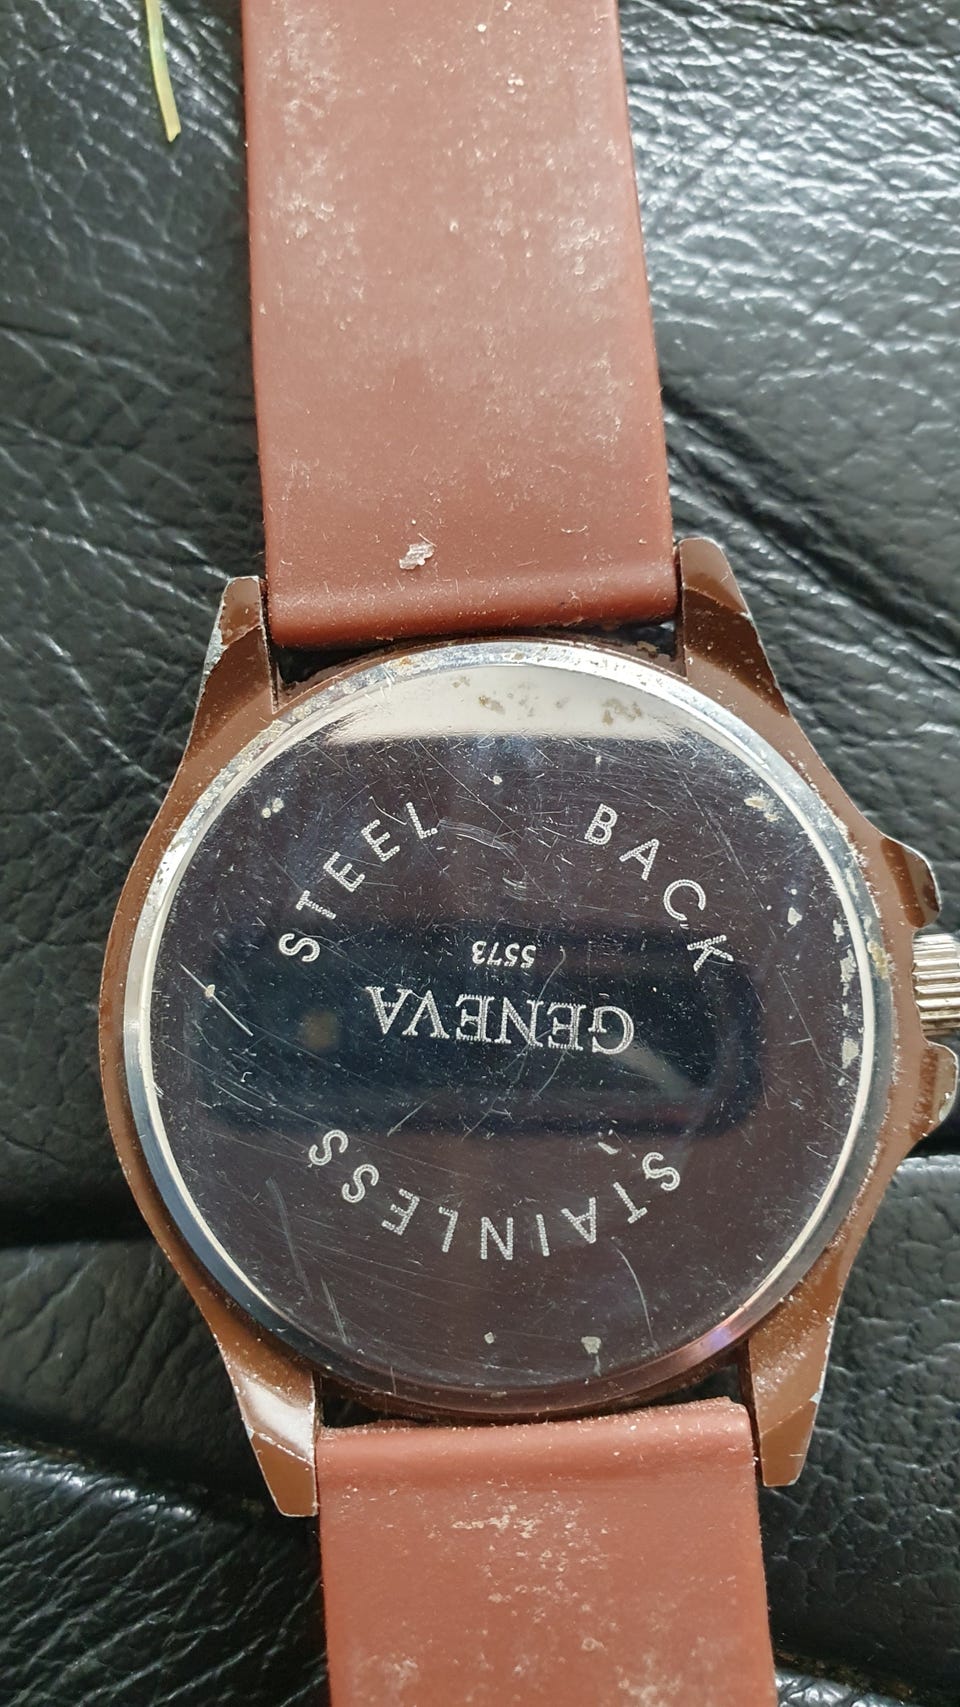 STAINLESS
GENEVA
5573
STEEL BACK